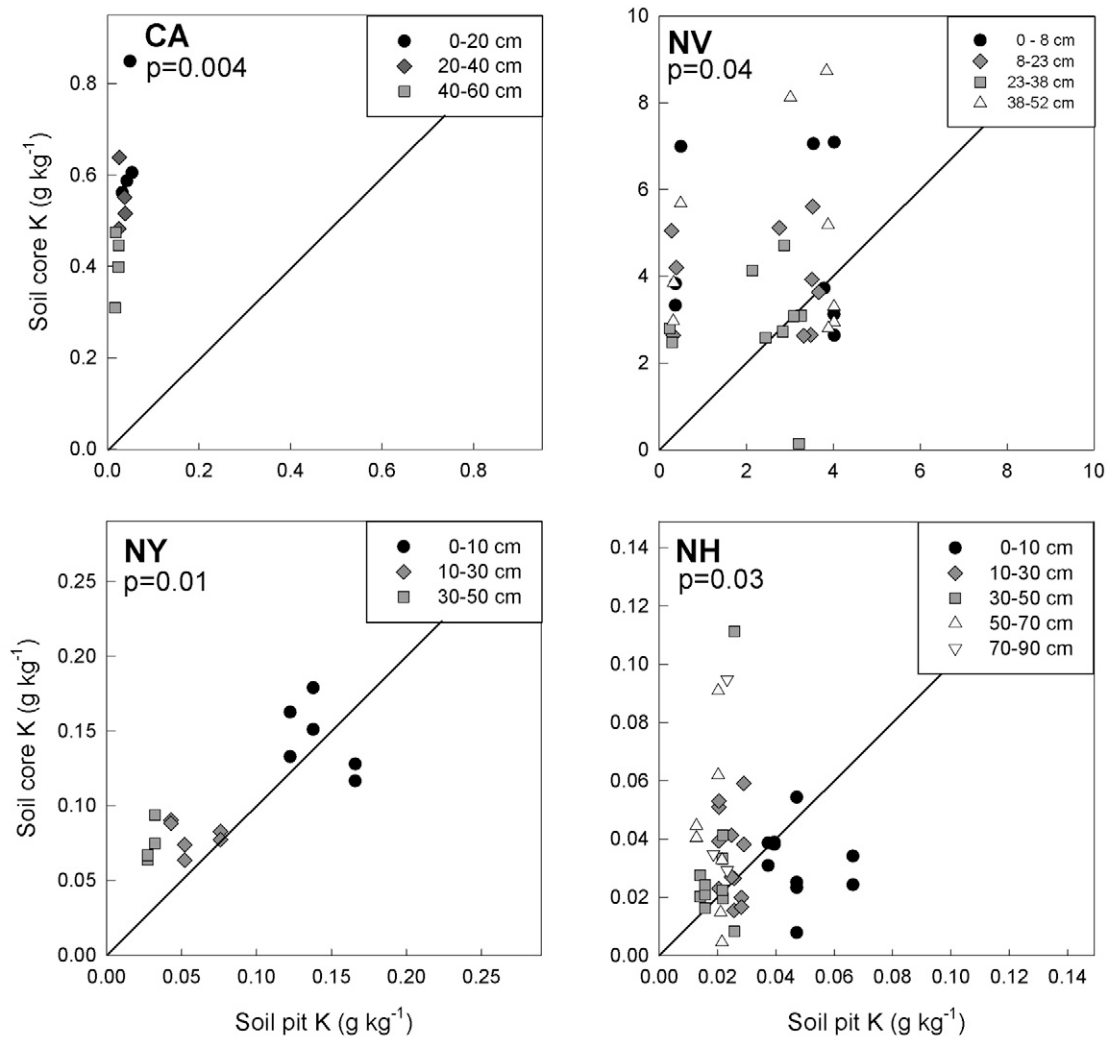 CA
p=0.004
0-20 cm
20-40 cm
40-60 cm
0.8
0.6
0.4
0.2
0.0
0.0 0.2 0.4 0.6 0.8
Soil core K (g kg⁻¹)
NV
p=0.04
0 - 8 cm
8-23 cm
23-38 cm
38-52 cm
10
8
6
4
2
0
0 2 4 6 8 10
NY
p=0.01
0-10 cm
10-30 cm
30-50 cm
0.25
0.20
0.15
0.10
0.05
0.00
0.00 0.05 0.10 0.15 0.20 0.25
Soil core K (g kg⁻¹)
Soil pit K (g kg⁻¹)
NH
p=0.03
0-10 cm
10-30 cm
30-50 cm
50-70 cm
70-90 cm
0.14
0.12
0.10
0.08
0.06
0.04
0.02
0.00
0.00 0.02 0.04 0.06 0.08 0.10 0.12 0.14
Soil pit K (g kg⁻¹)